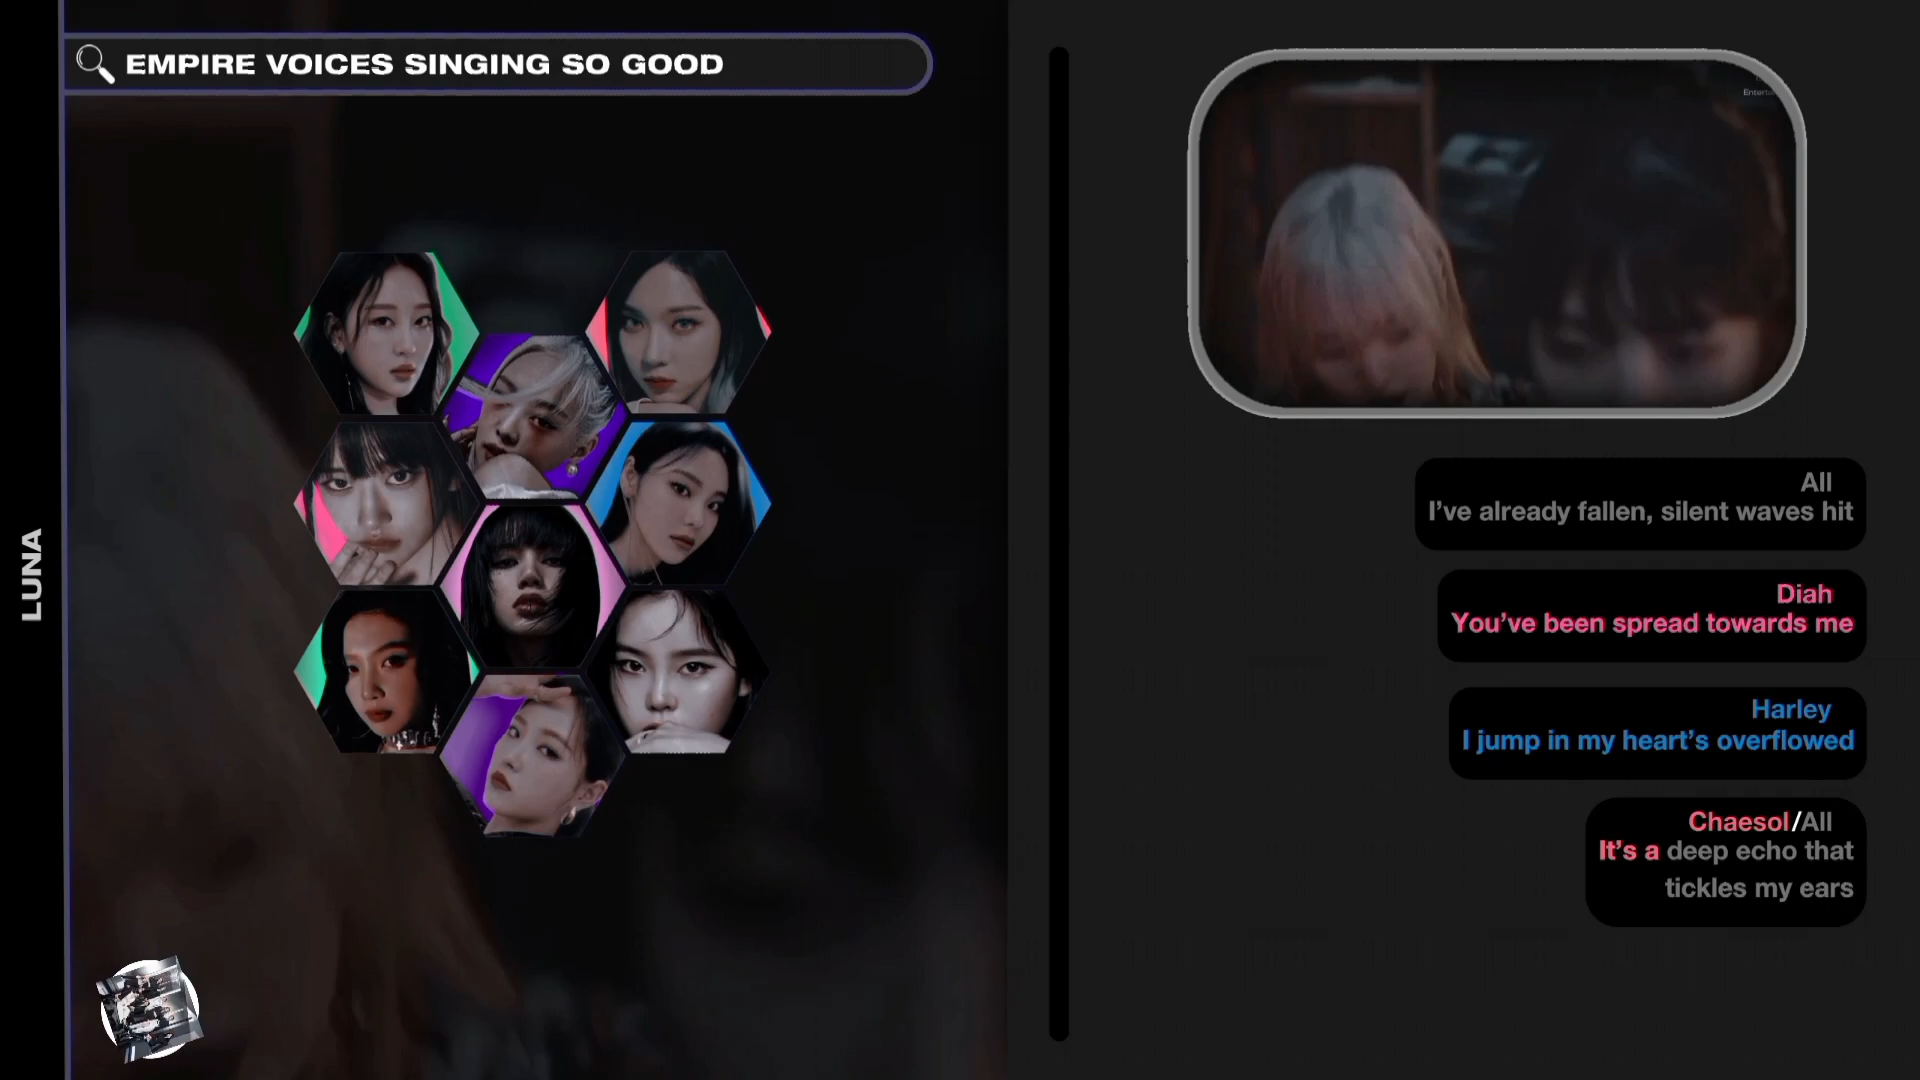 EMPIRE VOICES SINGING SO GOOD
LUNA
All
I've already fallen, silent waves hit
Diah
You've been spread towards me
Harley
I jump in my heart's overflowed
Chaesol/All
It's a deep echo that
tickles my ears